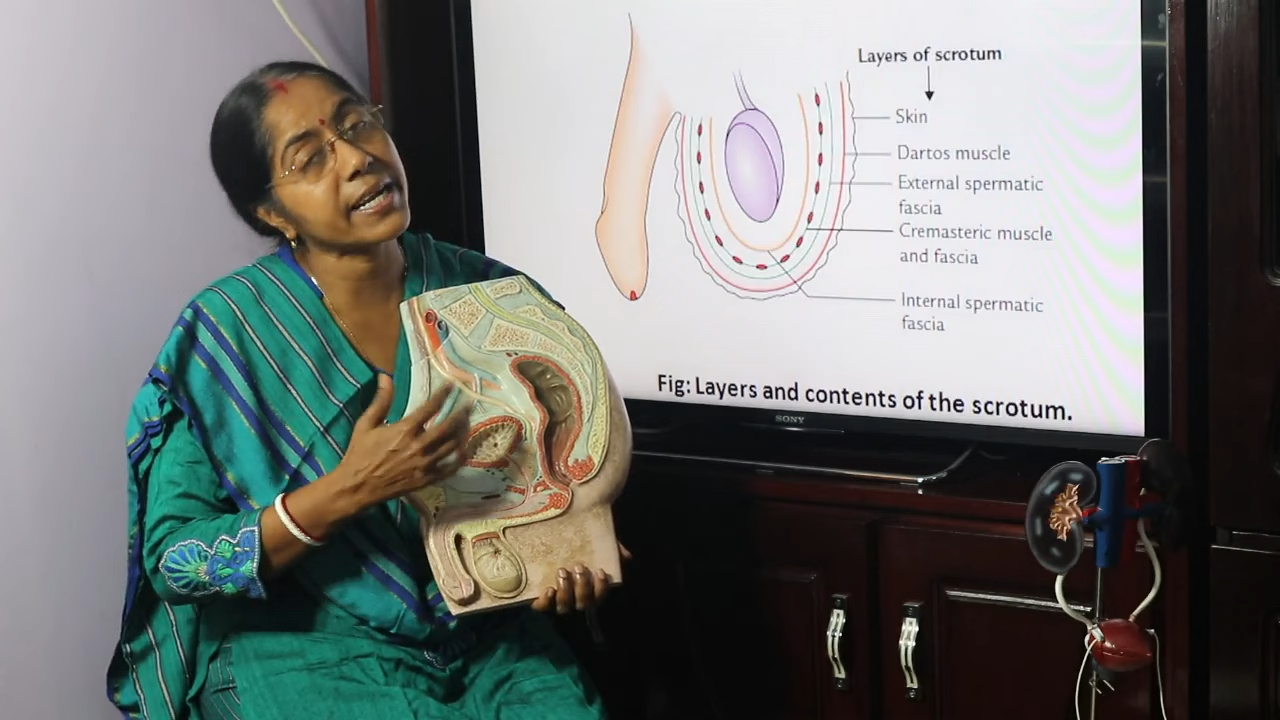 Layers of scrotum
Skin
Dartos muscle
External spermatic
fascia
Cremasteric muscle
and fascia
Internal spermatic
fascia
Fig: Layers and contents of the scrotum.
SONY